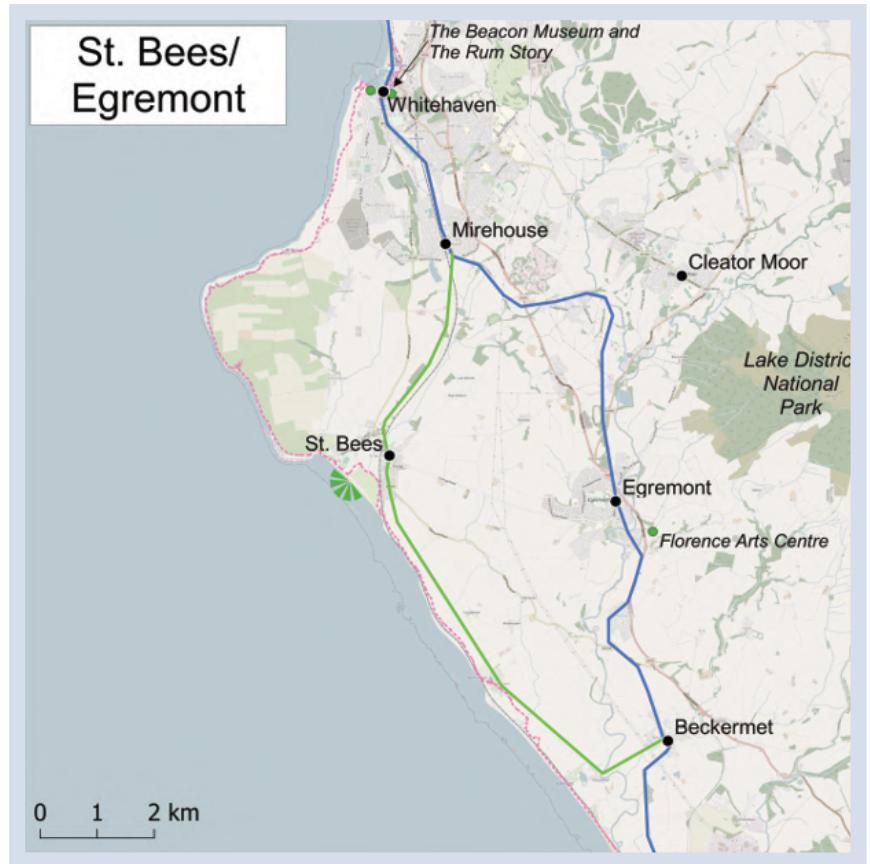 St. Bees/
Egremont
The Beacon Museum and
The Rum Story
Whitehaven
Mirehouse
Cleator Moor
Lake Distric
National
Park
St. Bees
Egremont
Florence Arts Centre
Beckermet
0 1 2 km